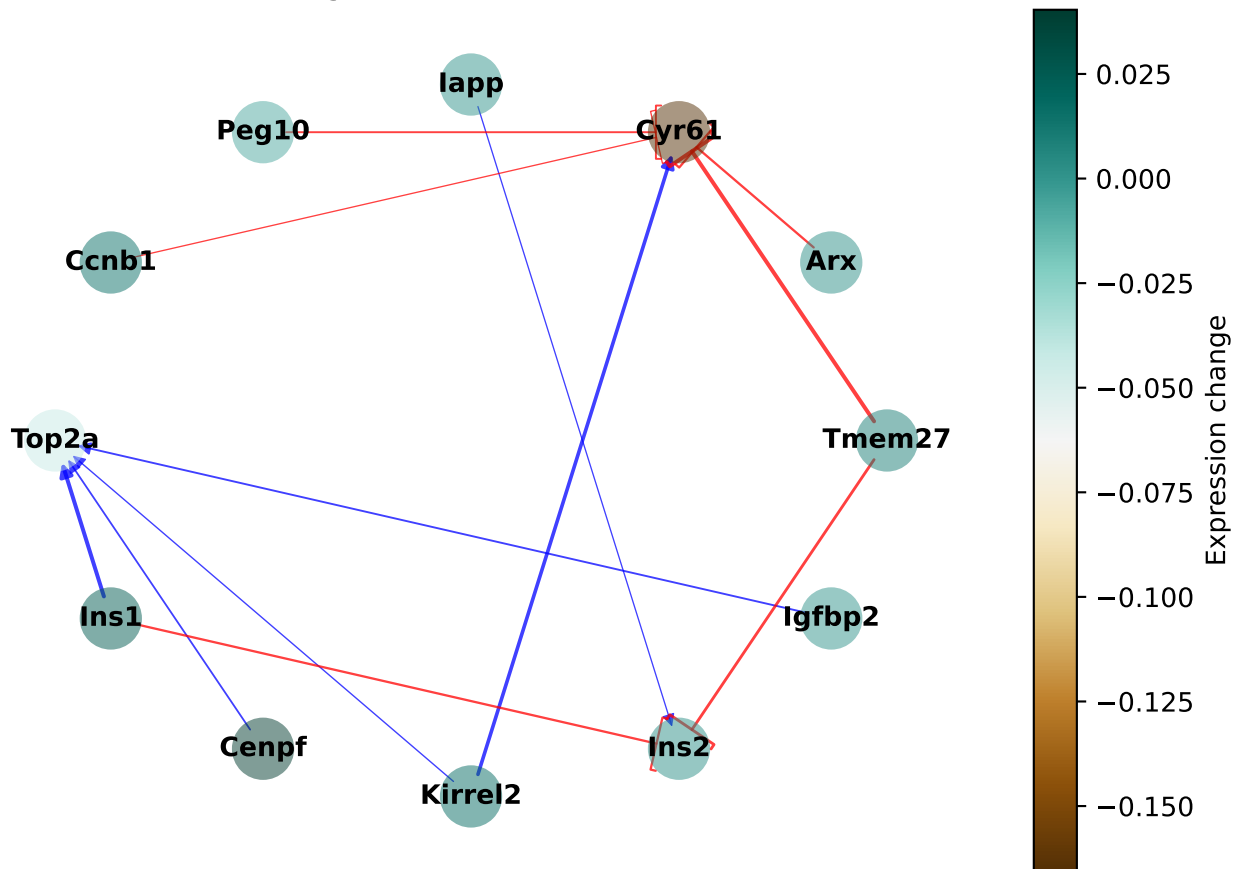 Iapp
Peg10
Cyr61
Ccnb1
Arx
Top2a
Tmem27
Ins1
Igfbp2
Cenpf
Ins2
Kirrel2
0.025
0.000
−0.025
−0.050
−0.075
−0.100
−0.125
−0.150
Expression change